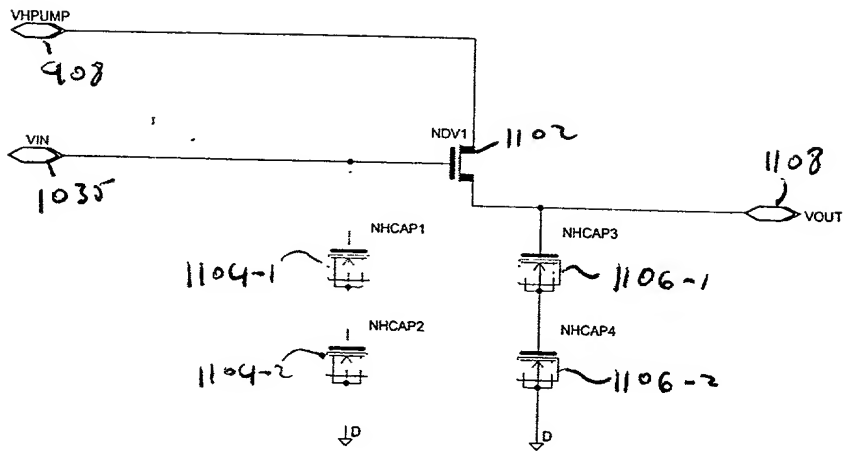 VHPUMP
908
NDV1
1102
VIN
1035
1108
VOUT
NHCAP1
NHCAP3
1104-1
1106-1
NHCAP2
NHCAP4
1104-2
1106-2
D
D